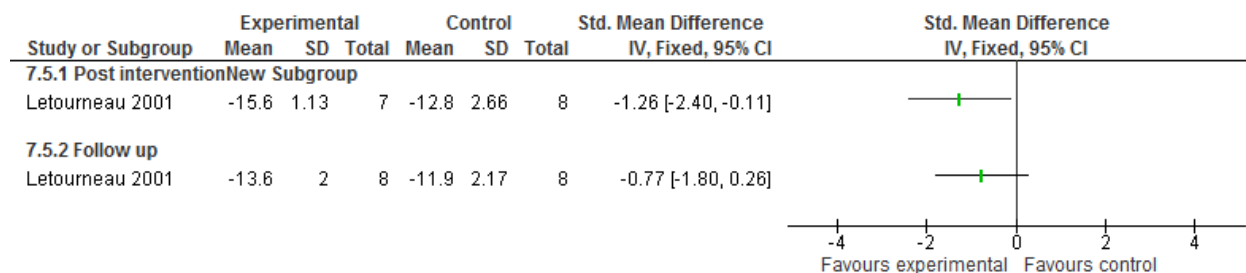 Experimental Control Std. Mean Difference Std. Mean Difference
Study or Subgroup Mean SD Total Mean SD Total IV, Fixed, 95% CI IV, Fixed, 95% CI
7.5.1 Post interventionNew Subgroup
Letourneau 2001 -15.6 1.13 7 -12.8 2.66 8 -1.26 [-2.40, -0.11]
7.5.2 Follow up
Letourneau 2001 -13.6 2 8 -11.9 2.17 8 -0.77 [-1.80, 0.26]
-4 -2 0 2 4
Favours experimental Favours control